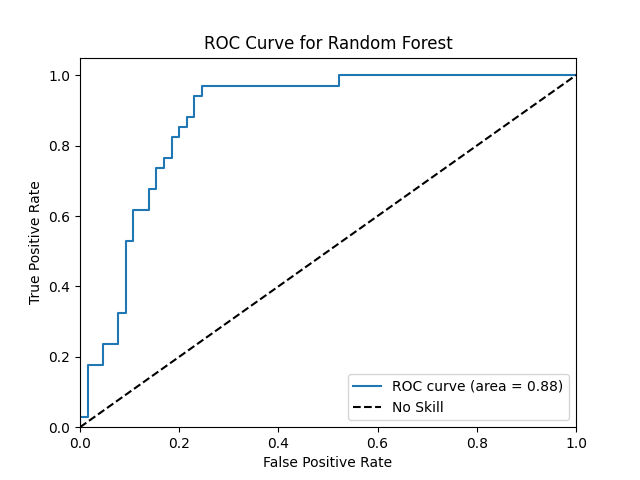 ROC Curve for Random Forest
True Positive Rate
1.0
0.8
0.6
0.4
0.2
0.0
0.0 0.2 0.4 0.6 0.8 1.0
False Positive Rate
ROC curve (area = 0.88)
No Skill